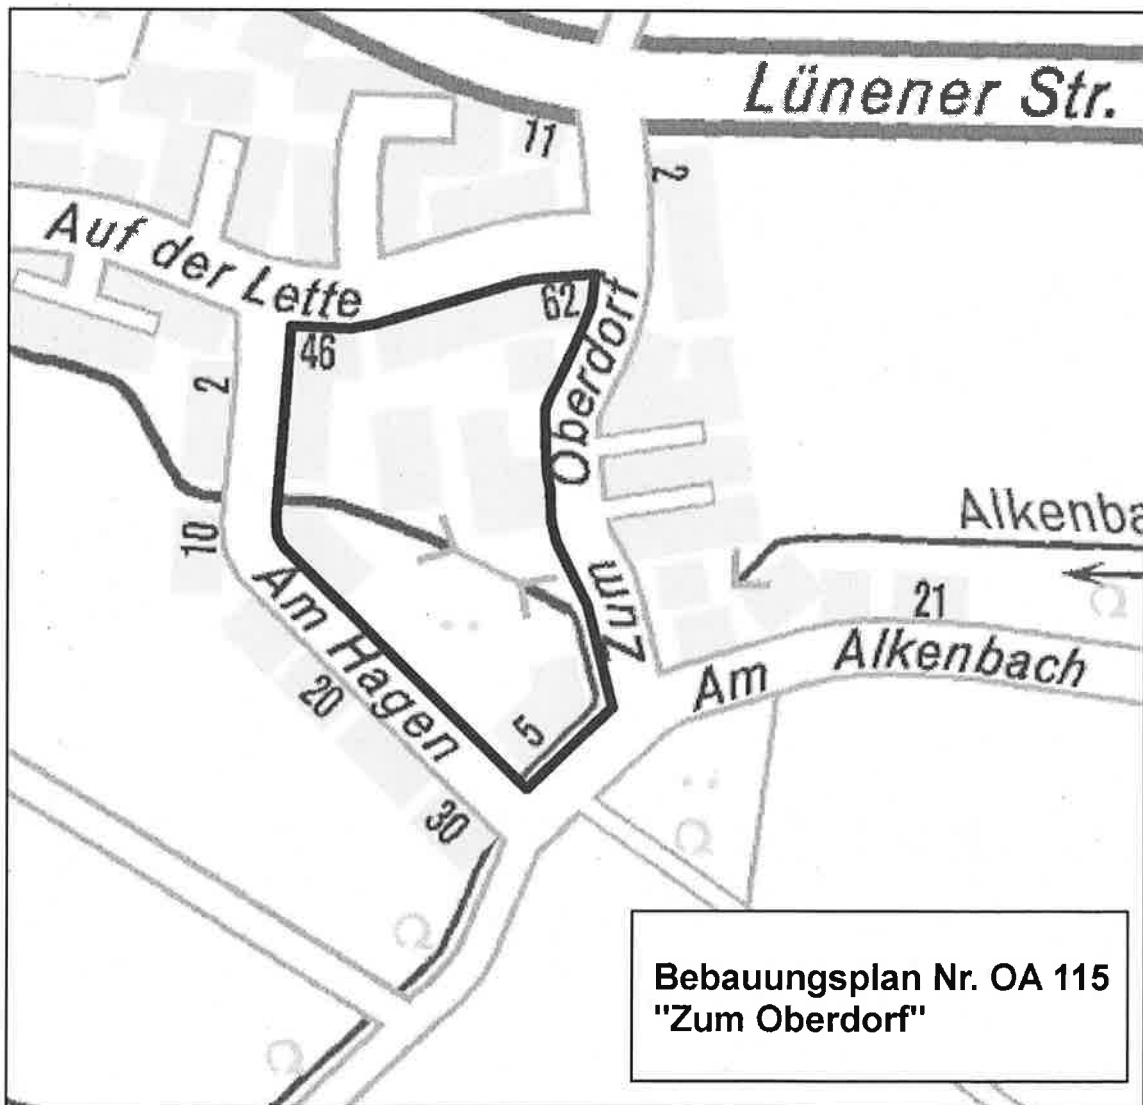 Lünener Str.
11
2
Auf der Lette
62
46
2
Zum Oberdorf
10
Alkenba
21
Am Hagen
Am Alkenbach
20
5
30
Bebauungsplan Nr. OA 115
"Zum Oberdorf"